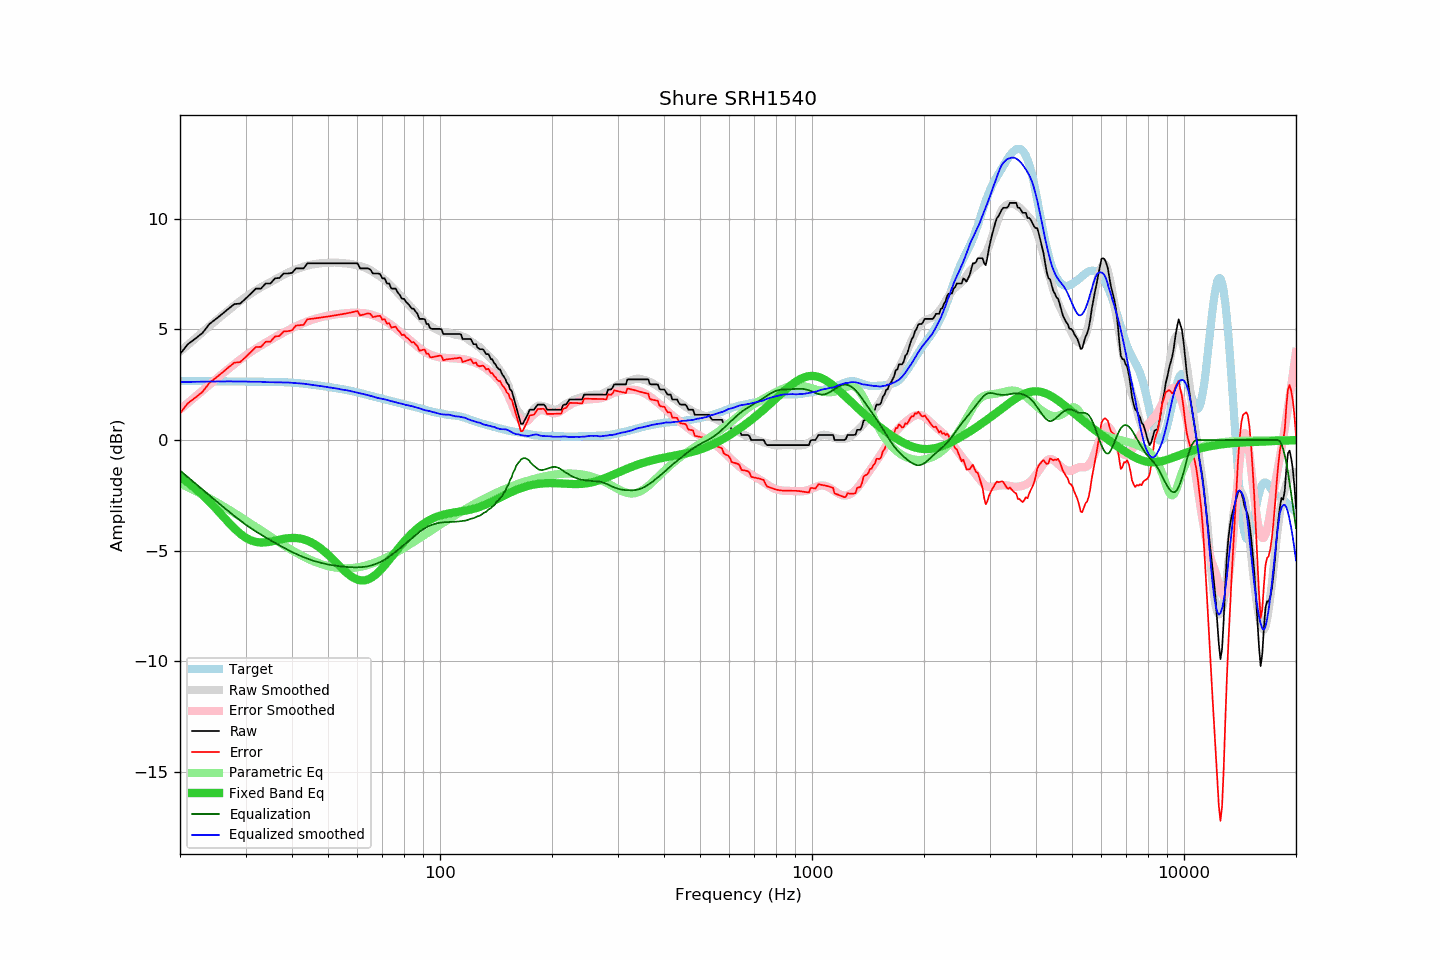 Shure SRH1540
Amplitude (dBr)
10
5
0
−5
−10
−15
Target
Raw Smoothed
Error Smoothed
Raw
Error
Parametric Eq
Fixed Band Eq
Equalization
Equalized smoothed
100
1000
10000
Frequency (Hz)